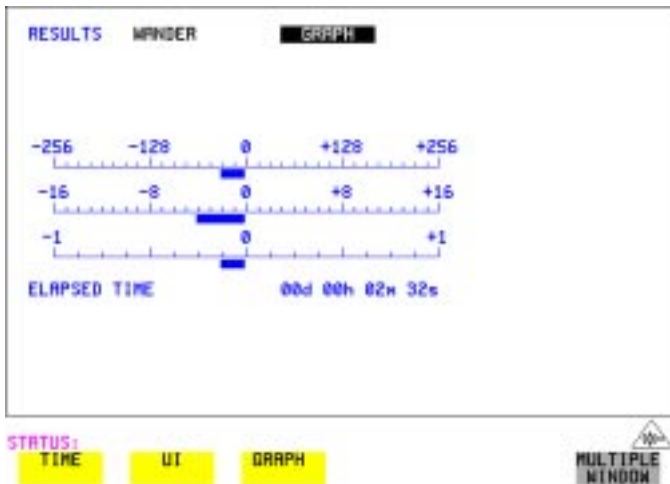 RESULTS WANDER GRAPH
-256 -128 0 +128 +256
-16 -8 0 +8 +16
-1 0 +1
ELAPSED TIME 00d 00h 02m 32s
STATUS:
TIME UI GRAPH MULTIPLE
WINDOW